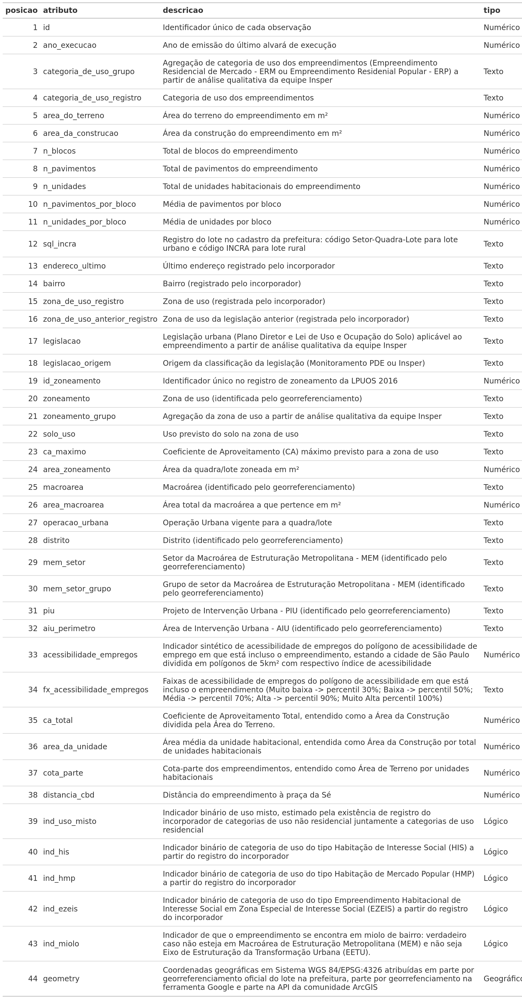 posicao atributo descricao tipo
1 id Identificador único de cada observação Numérico
2 ano_execucao Ano de emissão do último alvará de execução Numérico
Agregação de categoria de uso dos empreendimentos (Empreendimento
3 categoria_de_uso_grupo Residencial de Mercado - ERM ou Empreendimento Residenial Popular - ERP) a Texto
partir de análise qualitativa da equipe Insper
4 categoria_de_uso_registro Categoria de uso dos empreendimentos Texto
5 area_do_terreno Área do terreno do empreendimento em m² Numérico
6 area_da_construcao Área da construção do empreendimento em m² Numérico
7 n_blocos Total de blocos do empreendimento Numérico
8 n_pavimentos Total de pavimentos do empreendimento Numérico
9 n_unidades Total de unidades habitacionais do empreendimento Numérico
10 n_pavimentos_por_bloco Média de pavimentos por bloco Numérico
11 n_unidades_por_bloco Média de unidades por bloco Numérico
12 sql_incra Registro do lote no cadastro da prefeitura: código Setor-Quadra-Lote para lote Texto
urbano e código INCRA para lote rural
13 endereco_ultimo Último endereço registrado pelo incorporador Texto
14 bairro Bairro (registrado pelo incorporador) Texto
15 zona_de_uso_registro Zona de uso (registrada pelo incorporador) Texto
16 zona_de_uso_anterior_registro Zona de uso da legislação anterior (registrada pelo incorporador) Texto
17 legislacao Legislação urbana (Plano Diretor e Lei de Uso e Ocupação do Solo) aplicável ao Texto
empreendimento a partir de análise qualitativa da equipe Insper
18 legislacao_origem Origem da classificação da legislação (Monitoramento PDE ou Insper) Texto
19 id_zoneamento Identificador único no registro de zoneamento da LPUOS 2016 Numérico
20 zoneamento Zona de uso (identificada pelo georreferenciamento) Texto
21 zoneamento_grupo Agregação da zona de uso a partir de análise qualitativa da equipe Insper Texto
22 solo_uso Uso previsto do solo na zona de uso Texto
23 ca_maximo Coeficiente de Aproveitamento (CA) máximo previsto para a zona de uso Texto
24 area_zoneamento Área da quadra/lote zoneada em m² Numérico
25 macroarea Macroárea (identificado pelo georreferenciamento) Texto
26 area_macroarea Área total da macroárea a que pertence em m² Numérico
27 operacao_urbana Operação Urbana vigente para a quadra/lote Texto
28 distrito Distrito (identificado pelo georreferenciamento) Texto
29 mem_setor Setor da Macroárea de Estruturação Metropolitana - MEM (identificado pelo Texto
georreferenciamento)
30 mem_setor_grupo Grupo de setor da Macroárea de Estruturação Metropolitana - MEM (identificado Texto
pelo georreferenciamento)
31 piu Projeto de Intervenção Urbana - PIU (identificado pelo georreferenciamento) Texto
32 aiu_perimetro Área de Intervenção Urbana - AIU (identificado pelo georreferenciamento) Texto
Indicador sintético de acessibilidade de empregos do polígono de acessibilidade de
33 acessibilidade_empregos emprego em que está incluso o empreendimento, estando a cidade de São Paulo Numérico
dividida em polígonos de 5km² com respectivo índice de acessibilidade
Faixas de acessibilidade de empregos do polígono de acessibilidade em que está
34 fx_acessibilidade_empregos incluso o empreendimento (Muito baixa -> percentil 30%; Baixa -> percentil 50%; Texto
Média -> percentil 70%; Alta -> percentil 90%; Muito Alta percentil 100%)
35 ca_total Coeficiente de Aproveitamento Total, entendido como a Área da Construção Numérico
dividida pela Área do Terreno.
36 area_da_unidade Área média da unidade habitacional, entendida como Área da Construção por total Numérico
de unidades habitacionais
37 cota_parte Cota-parte dos empreendimentos, entendido como Área de Terreno por unidades Numérico
habitacionais
38 distancia_cbd Distância do empreendimento à praça da Sé Numérico
Indicador binário de uso misto, estimado pela existência de registro do
39 ind_uso_misto incorporador de categorias de uso não residencial juntamente a categorias de uso Lógico
residencial
40 ind_his Indicador binário de categoria de uso do tipo Habitação de Interesse Social (HIS) a Lógico
partir do registro do incorporador
41 ind_hmp Indicador binário de categoria de uso do tipo Habitação de Mercado Popular (HMP) Lógico
a partir do registro do incorporador
Indicador binário de categoria de uso do tipo Empreendimento Habitacional de
42 ind_ezeis Interesse Social em Zona Especial de Interesse Social (EZEIS) a partir do registro Lógico
do incorporador
Indicador de que o empreendimento se encontra em miolo de bairro: verdadeiro
43 ind_miolo caso não esteja em Macroárea de Estruturação Metropolitana (MEM) e não seja Lógico
Eixo de Estruturação da Transformação Urbana (EETU).
Coordenadas geográficas em Sistema WGS 84/EPSG:4326 atribuídas em parte por
44 geometry georreferenciamento oficial do lote na prefeitura, parte por georrefenciamento na Geográfico
ferramenta Google e parte na API da comunidade ArcGIS